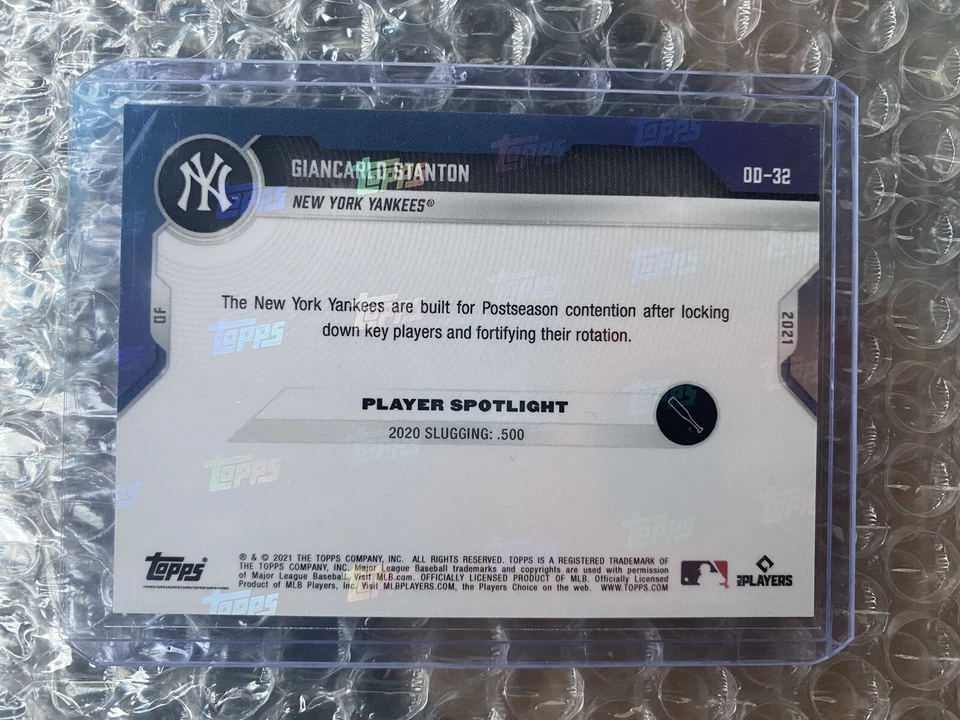 GIANCARLO STANTON
OD-32
NEW YORK YANKEES®
OF
2021
The New York Yankees are built for Postseason contention after locking
down key players and fortifying their rotation.
PLAYER SPOTLIGHT
2020 SLUGGING: .500
Topps®
® & © 2021 THE TOPPS COMPANY, INC. ALL RIGHTS RESERVED. TOPPS IS A REGISTERED TRADEMARK OF
THE TOPPS COMPANY, INC. Major League Baseball trademarks and copyrights are used with permission
of Major League Baseball. Visit MLB.com. OFFICIALLY LICENSED PRODUCT OF MLB. Officially Licensed
Product of MLB Players, Inc. Visit MLBPLAYERS.COM, the Players Choice on the web. WWW.TOPPS.COM
PLAYERS